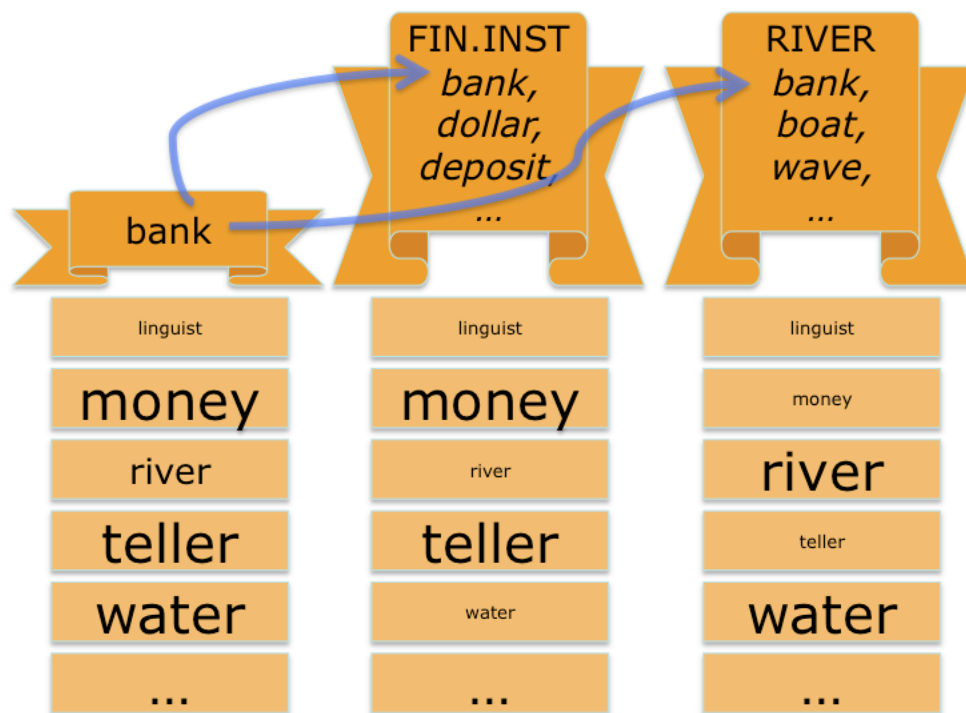 bank
linguist
money
river
teller
water
...
FIN.INST
bank,
dollar,
deposit,
...
linguist
money
river
teller
water
...
RIVER
bank,
boat,
wave,
...
linguist
money
river
teller
water
...